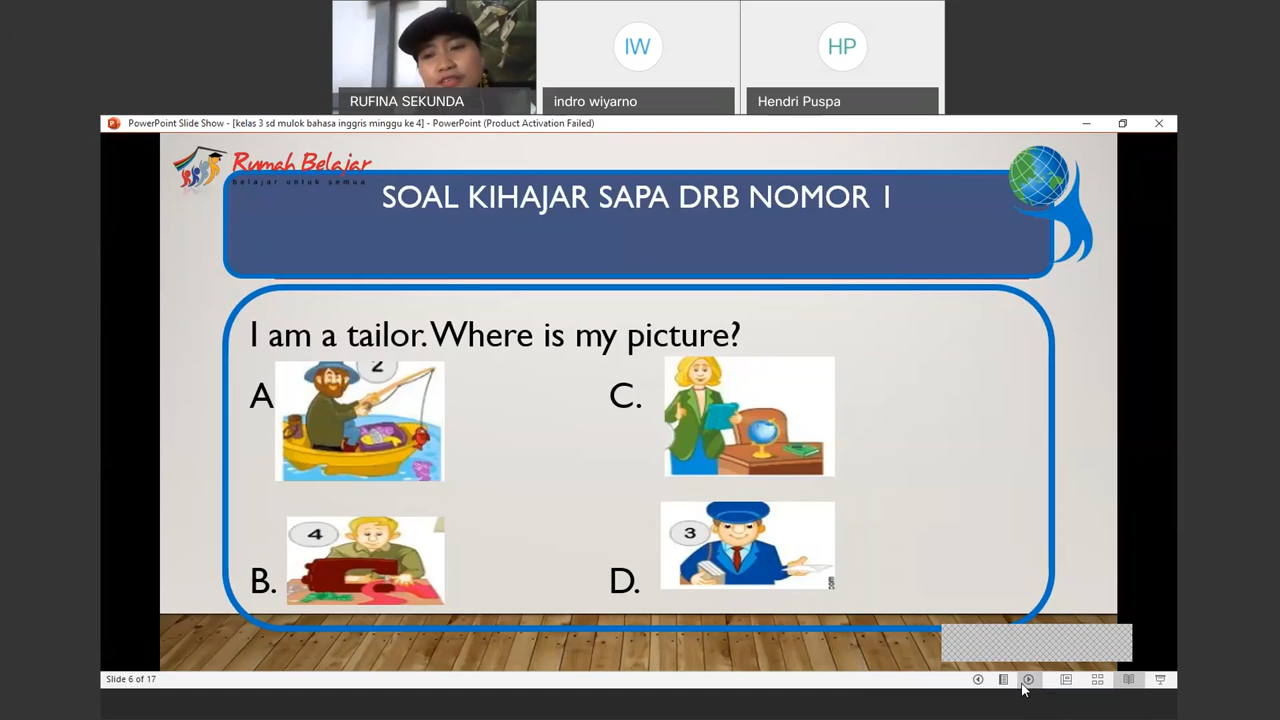 IW
HP
RUFINA SEKUNDA
indro wiyarno
Hendri Puspa
PowerPoint Slide Show - [kelas 3 sd mulok bahasa inggris minggu ke 4] - PowerPoint (Product Activation Failed)
Rumah Belajar
belajar untuk semua
SOAL KIHAJAR SAPA DRB NOMOR 1
I am a tailor. Where is my picture?
A
2
C.
B.
4
D.
3
com
Slide 6 of 17